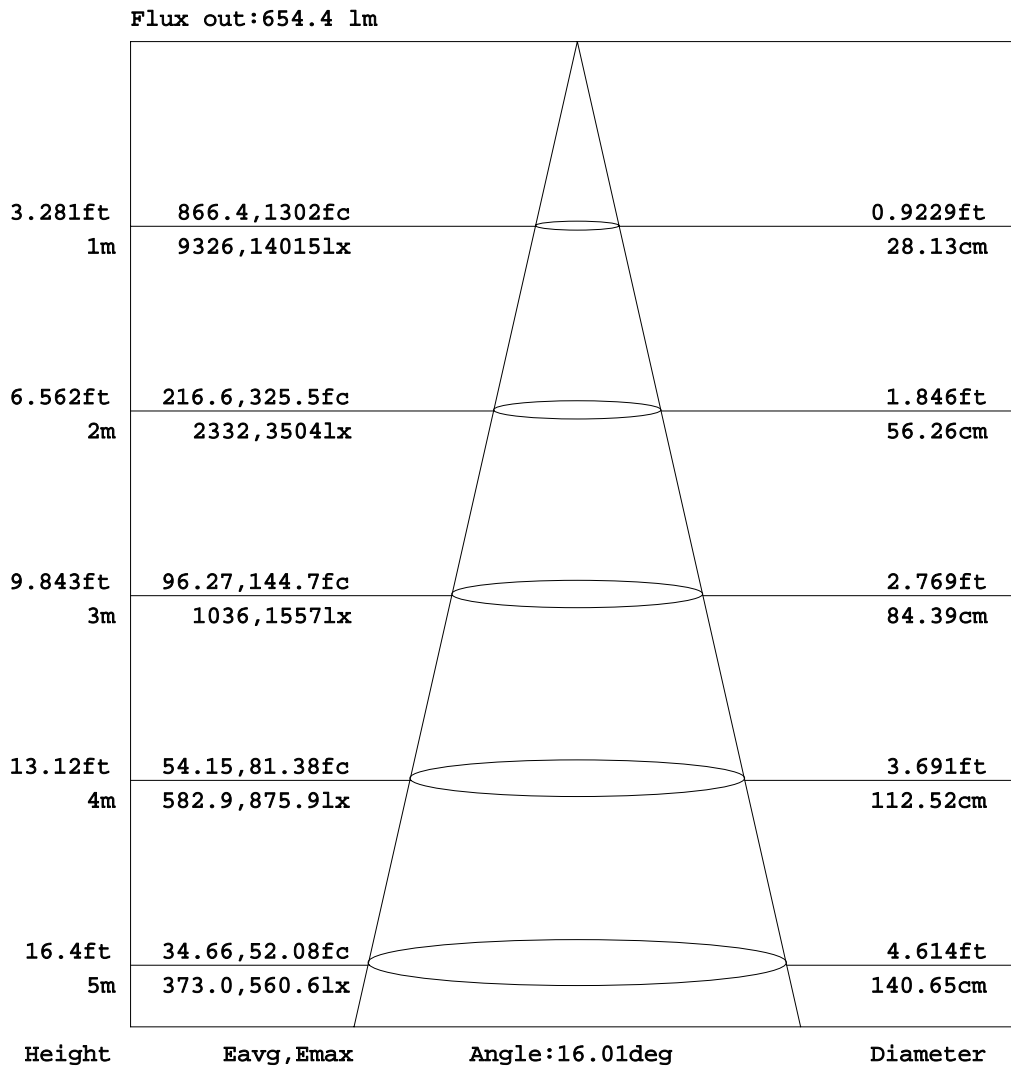 Flux out:654.4 lm
3.281ft 866.4,1302fc 0.9229ft
1m 9326,14015lx 28.13cm
6.562ft 216.6,325.5fc 1.846ft
2m 2332,3504lx 56.26cm
9.843ft 96.27,144.7fc 2.769ft
3m 1036,1557lx 84.39cm
13.12ft 54.15,81.38fc 3.691ft
4m 582.9,875.9lx 112.52cm
16.4ft 34.66,52.08fc 4.614ft
5m 373.0,560.6lx 140.65cm
Height Eavg,Emax Angle:16.01deg Diameter